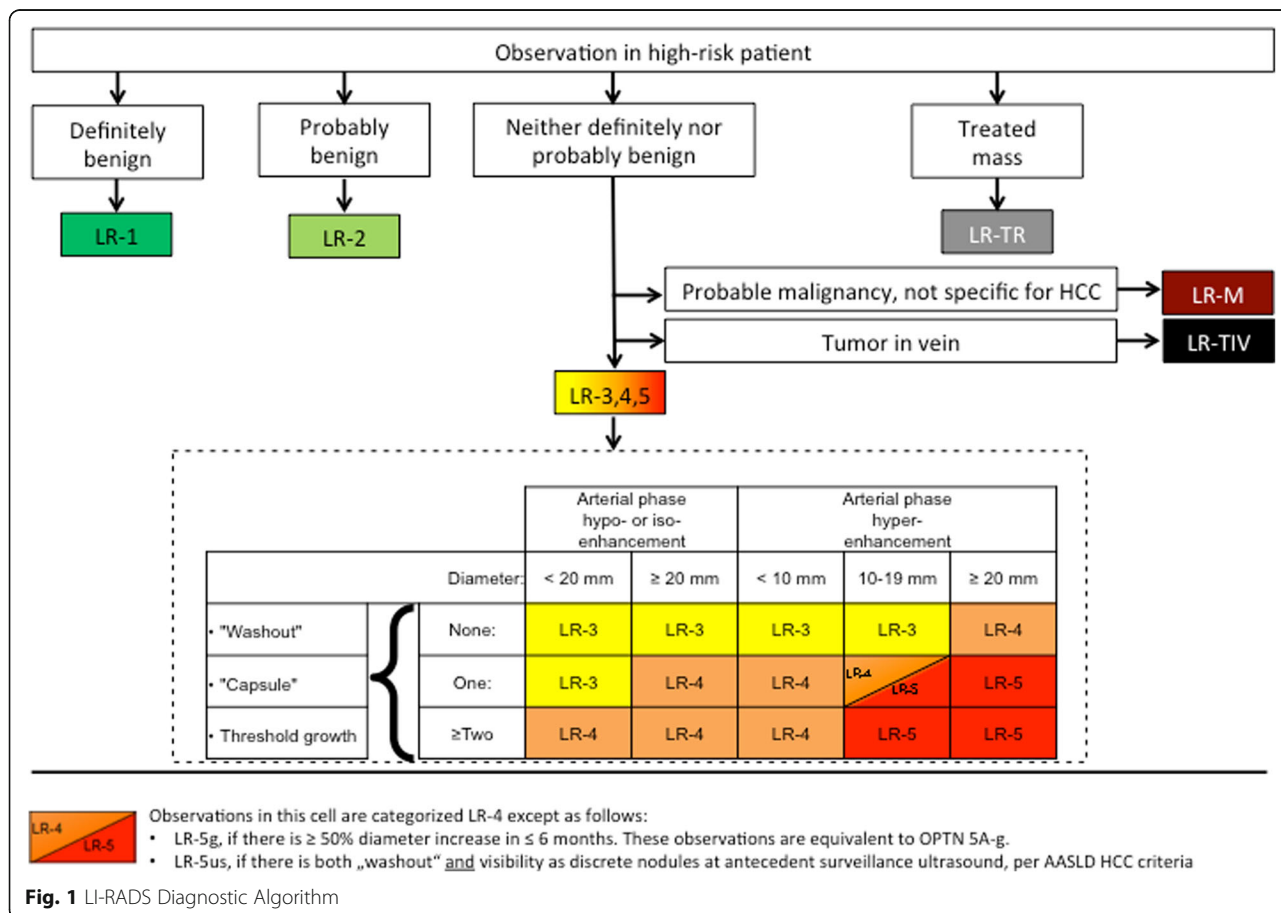 Observation in high-risk patient
Definitely
benign
Probably
benign
Neither definitely nor
probably benign
Treated
mass
LR-1
LR-2
LR-TR
Probable malignancy, not specific for HCC
LR-M
Tumor in vein
LR-TIV
LR-3,4,5
Arterial phase
hypo- or iso-
enhancement
Arterial phase
hyper-
enhancement
Diameter: < 20 mm ≥ 20 mm < 10 mm 10-19 mm ≥ 20 mm
• "Washout" None: LR-3 LR-3 LR-3 LR-3 LR-4
• "Capsule" One: LR-3 LR-4 LR-4 LR-4 LR-5 LR-5
• Threshold growth ≥Two LR-4 LR-4 LR-4 LR-5 LR-5
LR-4
LR-5
Observations in this cell are categorized LR-4 except as follows:
• LR-5g, if there is ≥ 50% diameter increase in ≤ 6 months. These observations are equivalent to OPTN 5A-g.
• LR-5us, if there is both „washout“ and visibility as discrete nodules at antecedent surveillance ultrasound, per AASLD HCC criteria
Fig. 1 LI-RADS Diagnostic Algorithm